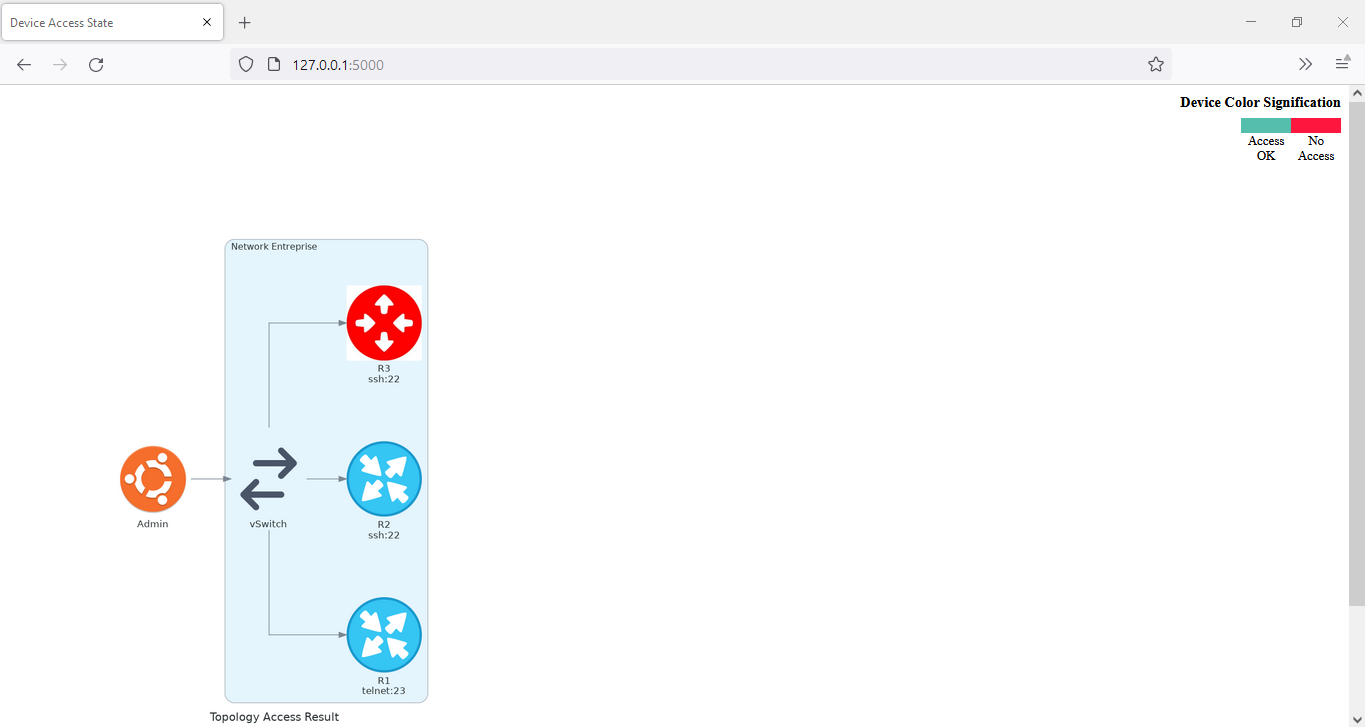 Device Access State
127.0.0.1:5000
Device Color Signification
Access No
OK Access
Network Entreprise
R3
ssh:22
Admin
vSwitch
R2
ssh:22
R1
telnet:23
Topology Access Result